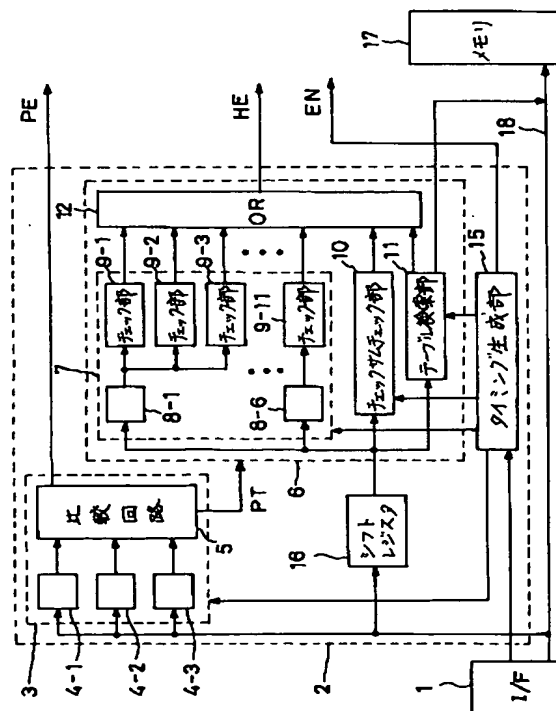 PE
HE
EN
17
メモリ
18
12
OR
9-1
チェック部
9-2
チェック部
9-3
チェック部
9-11
チェック部
10
チェックサムチェック部
11
テーブル検索部
15
タイミング生成部
7
8-1
8-6
6
PT
比較回路
5
16
シフト
レジスタ
3
4-1
4-2
4-3
2
1
I/F